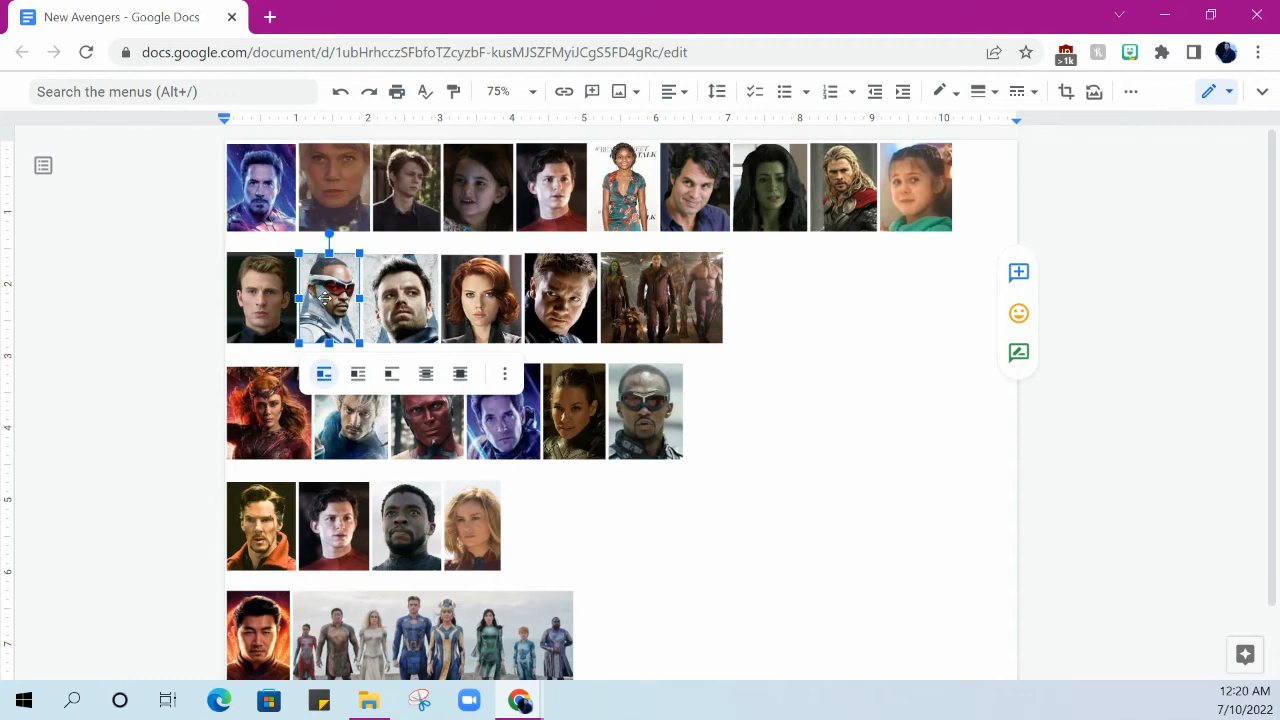 New Avengers - Google Docs
docs.google.com/document/d/1ubHrhcczSFbfoTZcyzbF-kusMJSZFMyiJCgS5FD4gRc/edit
>1k
Search the menus (Alt+/)
75%
1 2 3 4 5 6 7 8 9 10
1
2
3
4
5
6
7
TALK
12:20 AM
7/10/2022